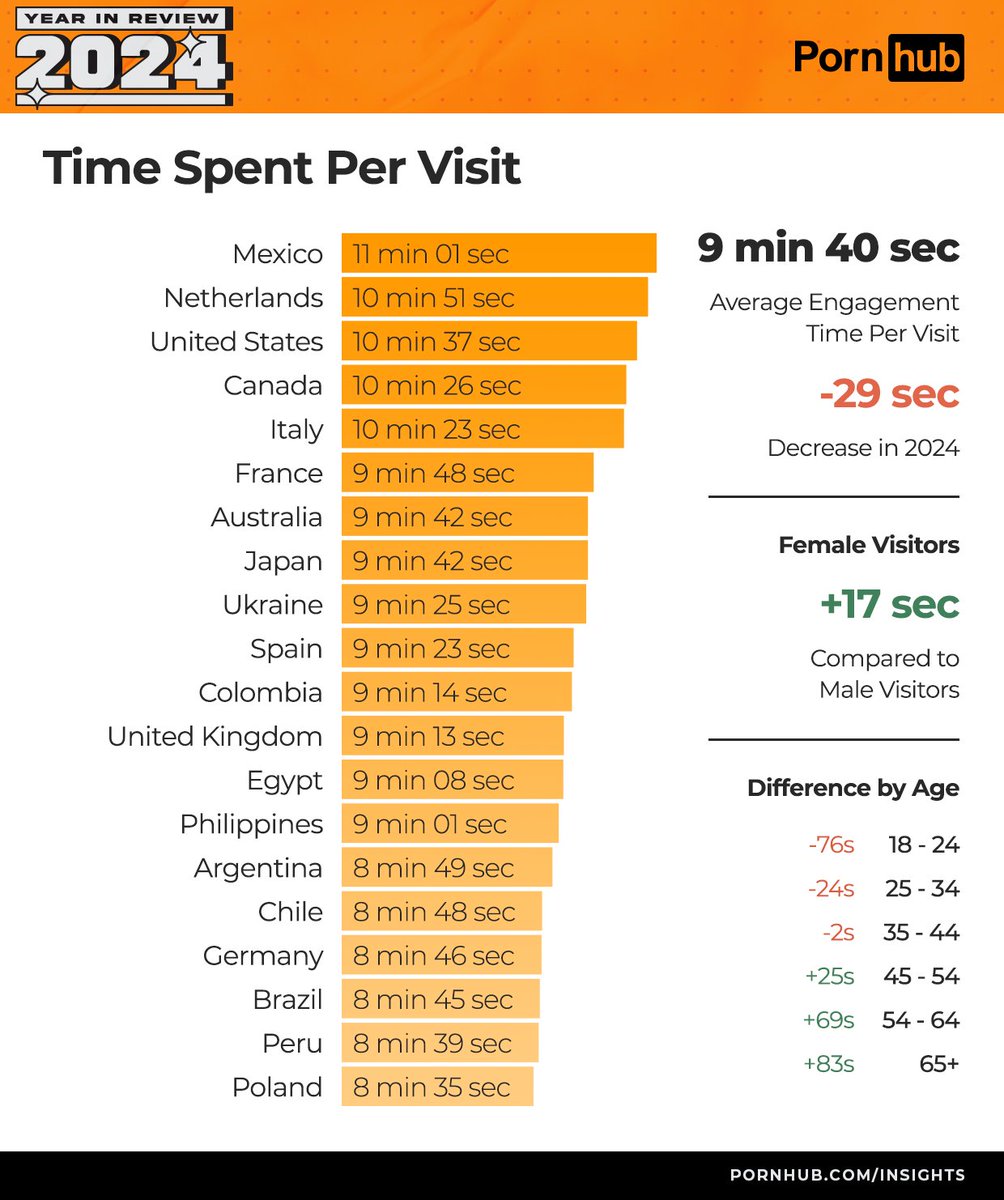 YEAR IN REVIEW
2024
Pornhub
Time Spent Per Visit
Mexico 11 min 01 sec
Netherlands 10 min 51 sec
United States 10 min 37 sec
Canada 10 min 26 sec
Italy 10 min 23 sec
France 9 min 48 sec
Australia 9 min 42 sec
Japan 9 min 42 sec
Ukraine 9 min 25 sec
Spain 9 min 23 sec
Colombia 9 min 14 sec
United Kingdom 9 min 13 sec
Egypt 9 min 08 sec
Philippines 9 min 01 sec
Argentina 8 min 49 sec
Chile 8 min 48 sec
Germany 8 min 46 sec
Brazil 8 min 45 sec
Peru 8 min 39 sec
Poland 8 min 35 sec
9 min 40 sec
Average Engagement
Time Per Visit
-29 sec
Decrease in 2024
Female Visitors
+17 sec
Compared to
Male Visitors
Difference by Age
-76s 18 - 24
-24s 25 - 34
-2s 35 - 44
+25s 45 - 54
+69s 54 - 64
+83s 65+
PORNHUB.COM/INSIGHTS